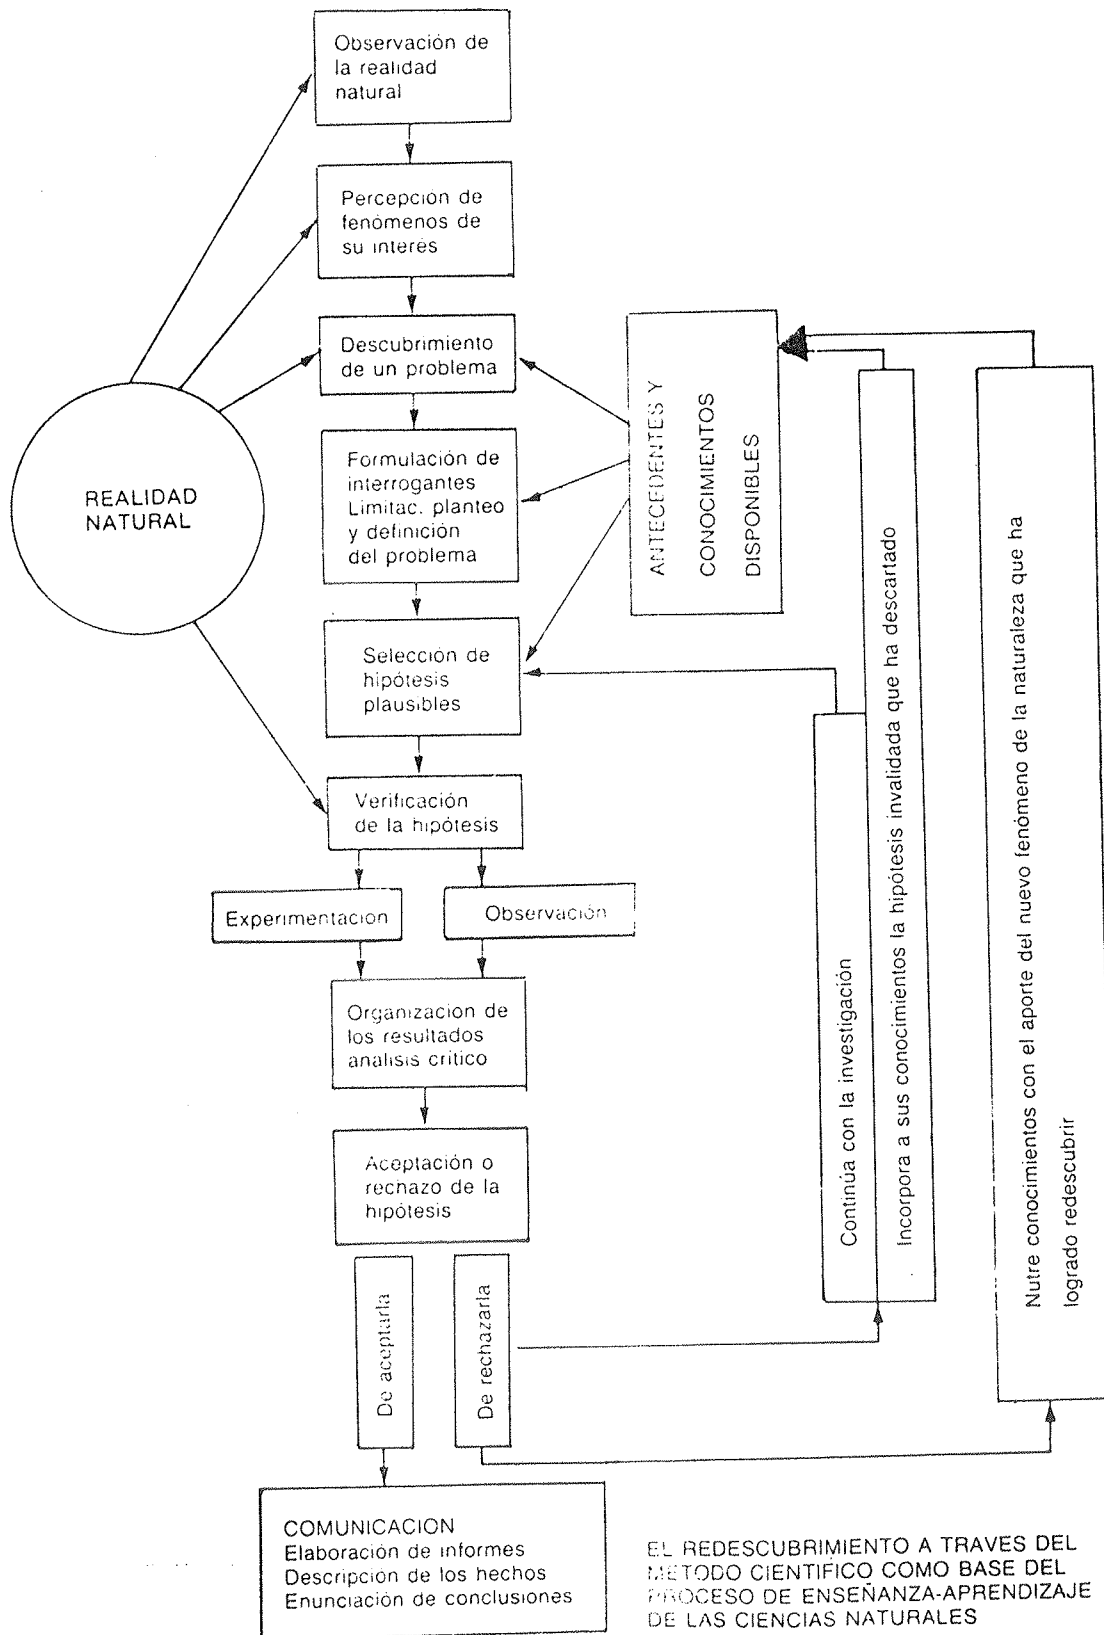 Observación de
la realidad
natural
Percepción de
fenómenos de
su interés
Descubrimiento
de un problema
Formulación de
interrogantes
Limitac. planteo
y definición
del problema
REALIDAD
NATURAL
ANTECEDENTES Y
CONOCIMIENTOS
DISPONIBLES
Selección de
hipótesis
plausibles
Verificación
de la hipótesis
Experimentacion
Observación
Organizacion de
los resultados
analisis critico
Aceptación o
rechazo de la
hipótesis
De aceptarla
De rechazarla
Continúa con la investigación
Incorpora a sus conocimientos la hipótesis invalidada que ha descartado
Nutre conocimientos con el aporte del nuevo fenómeno de la naturaleza que ha
logrado redescubrir
COMUNICACION
Elaboración de informes
Descripción de los hechos
Enunciación de conclusiones
EL REDESCUBRIMIENTO A TRAVES DEL
METODO CIENTIFICO COMO BASE DEL
PROCESO DE ENSEÑANZA-APRENDIZAJE
DE LAS CIENCIAS NATURALES